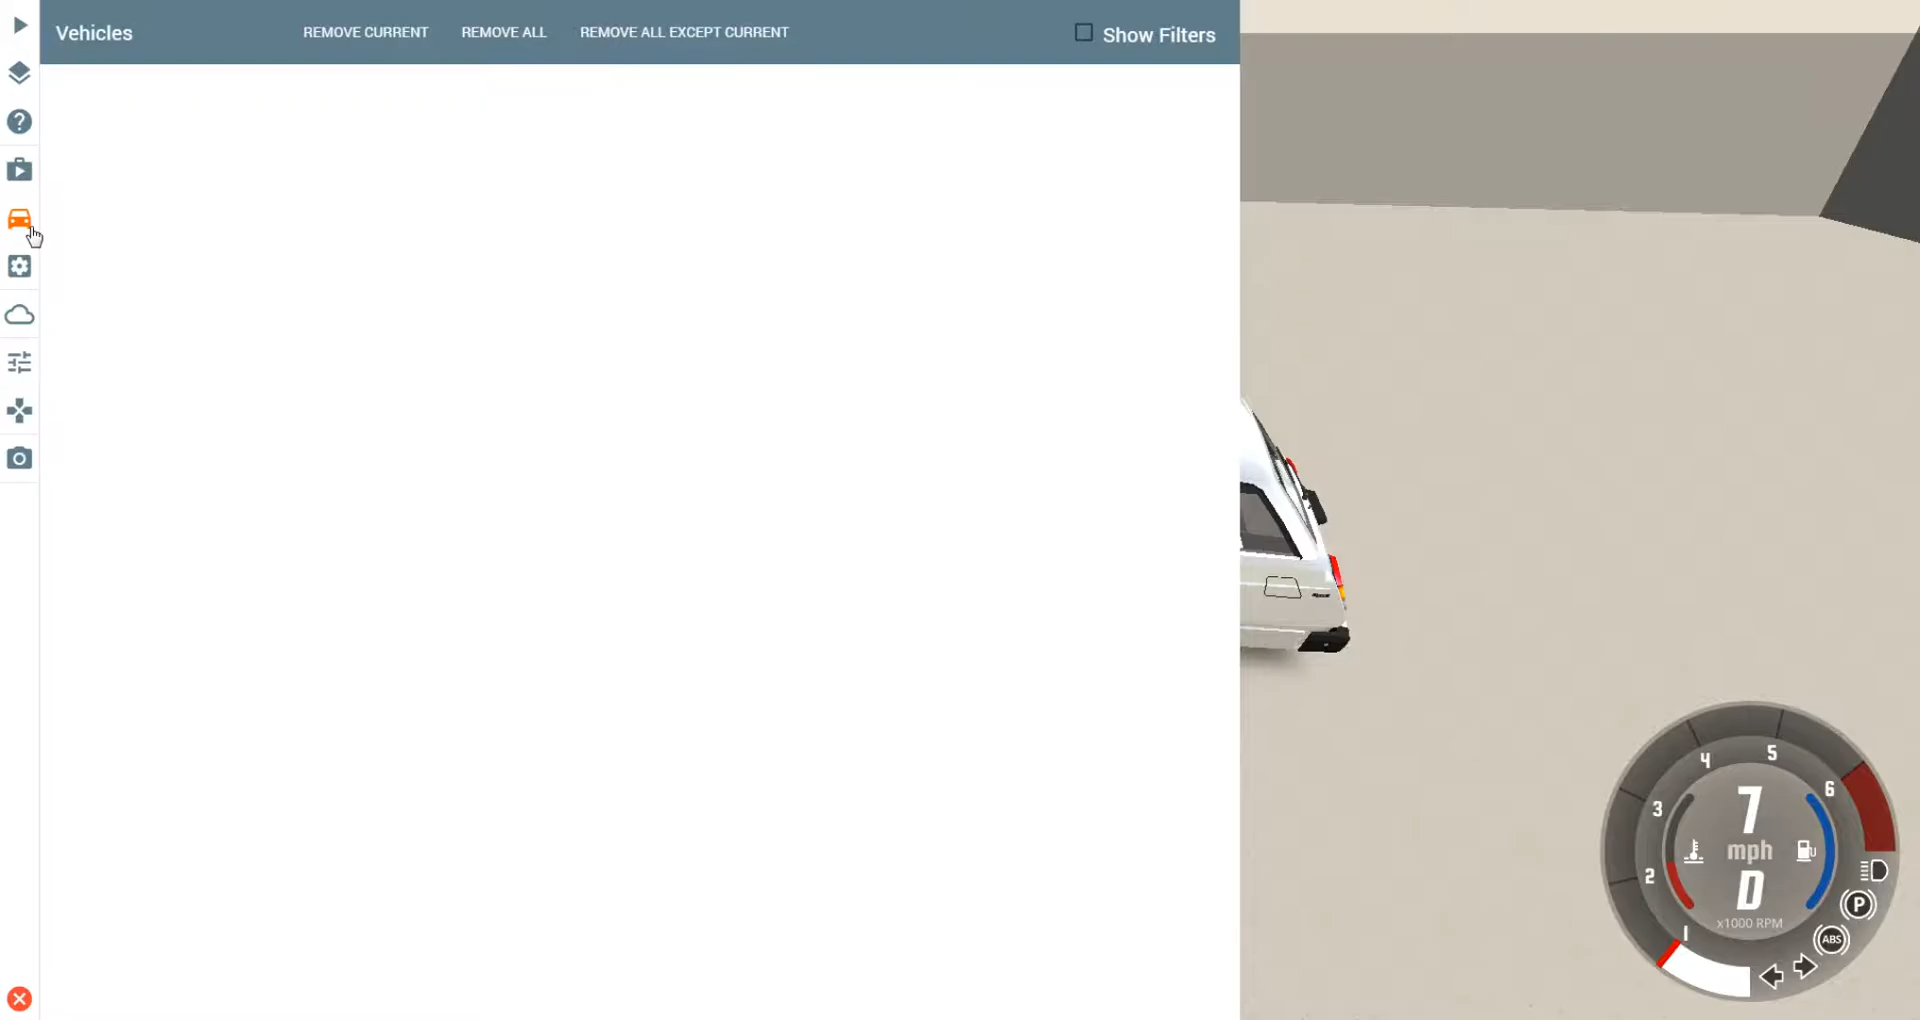 Vehicles
REMOVE CURRENT
REMOVE ALL
REMOVE ALL EXCEPT CURRENT
Show Filters
1
2
3
4
5
6
7
mph
D
x1000 RPM
P
ABS